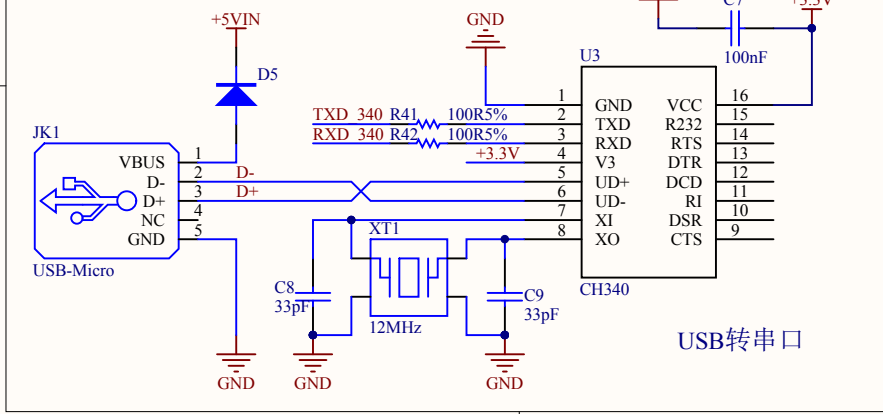 +5VIN
GND
C7
+3.3V
100nF
D5
U3
TXD 340 R41 100R5%
RXD 340 R42 100R5%
+3.3V
JK1
VBUS 1
D- 2 D-
D+ 3 D+
NC 4
GND 5
USB-Micro
1 GND VCC 16
2 TXD R232 15
3 RXD RTS 14
4 V3 DTR 13
5 UD+ DCD 12
6 UD- RI 11
7 XI DSR 10
8 XO CTS 9
CH340
XT1
12MHz
C8
33pF
C9
33pF
USB转串口
GND
GND
GND